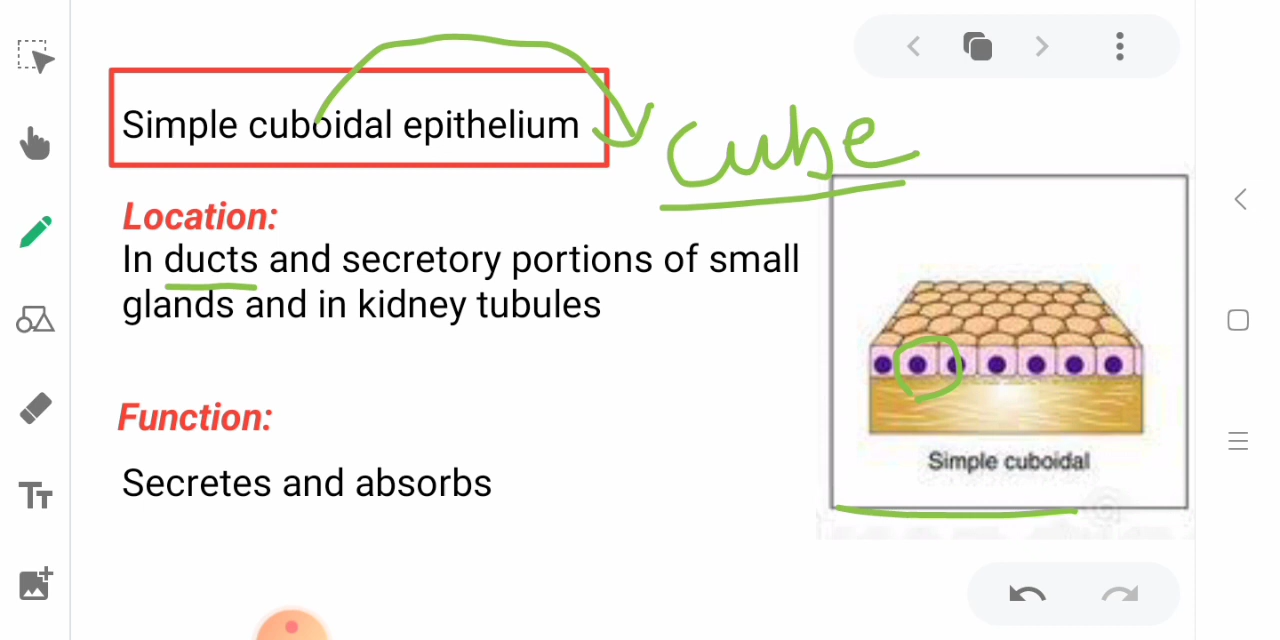 Simple cuboidal epithelium
cube
Location:
In ducts and secretory portions of small
glands and in kidney tubules
Function:
Secretes and absorbs
Simple cuboidal
TT